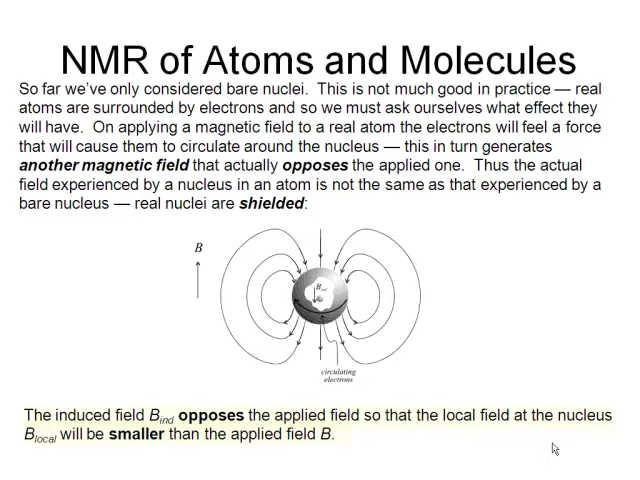 NMR of Atoms and Molecules
So far we've only considered bare nuclei. This is not much good in practice — real
atoms are surrounded by electrons and so we must ask ourselves what effect they
will have. On applying a magnetic field to a real atom the electrons will feel a force
that will cause them to circulate around the nucleus — this in turn generates
another magnetic field that actually opposes the applied one. Thus the actual
field experienced by a nucleus in an atom is not the same as that experienced by a
bare nucleus — real nuclei are shielded:
B
Bind
circulating
electrons
The induced field Bind opposes the applied field so that the local field at the nucleus
Blocal will be smaller than the applied field B.